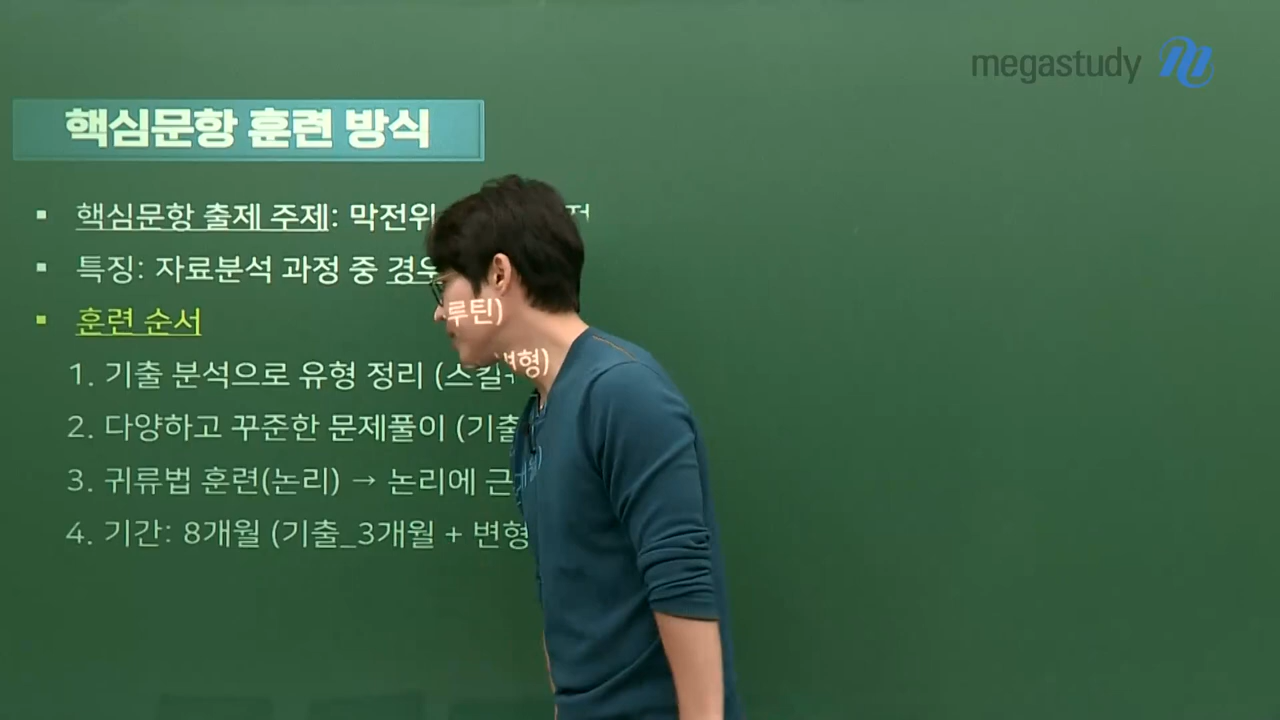 megastudy
핵심문항 훈련 방식
▪ 핵심문항 출제 주제: 막전위
▪ 특징: 자료분석 과정 중 경우
▪ 훈련 순서
루틴)
변형)
1. 기출 분석으로 유형 정리 (스킬+
2. 다양하고 꾸준한 문제풀이 (기출
3. 귀류법 훈련(논리) → 논리에 근
4. 기간: 8개월 (기출_3개월 + 변형